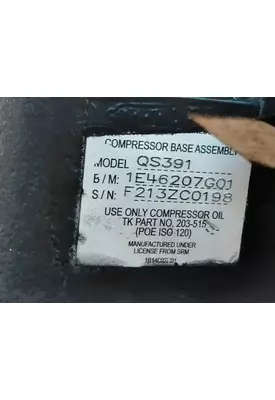 COMPRESSOR BASE ASSEMBLY
MODEL QS391
B/M: 1E46207G01
S/N: F213ZC0198
USE ONLY COMPRESSOR OIL
TK PART NO. 203-515
(POE ISO 120)
MANUFACTURED UNDER
LICENSE FROM SRM